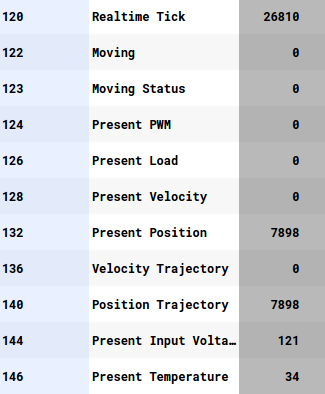 120 Realtime Tick 26810
122 Moving 0
123 Moving Status 0
124 Present PWM 0
126 Present Load 0
128 Present Velocity 0
132 Present Position 7898
136 Velocity Trajectory 0
140 Position Trajectory 7898
144 Present Input Volta… 121
146 Present Temperature 34